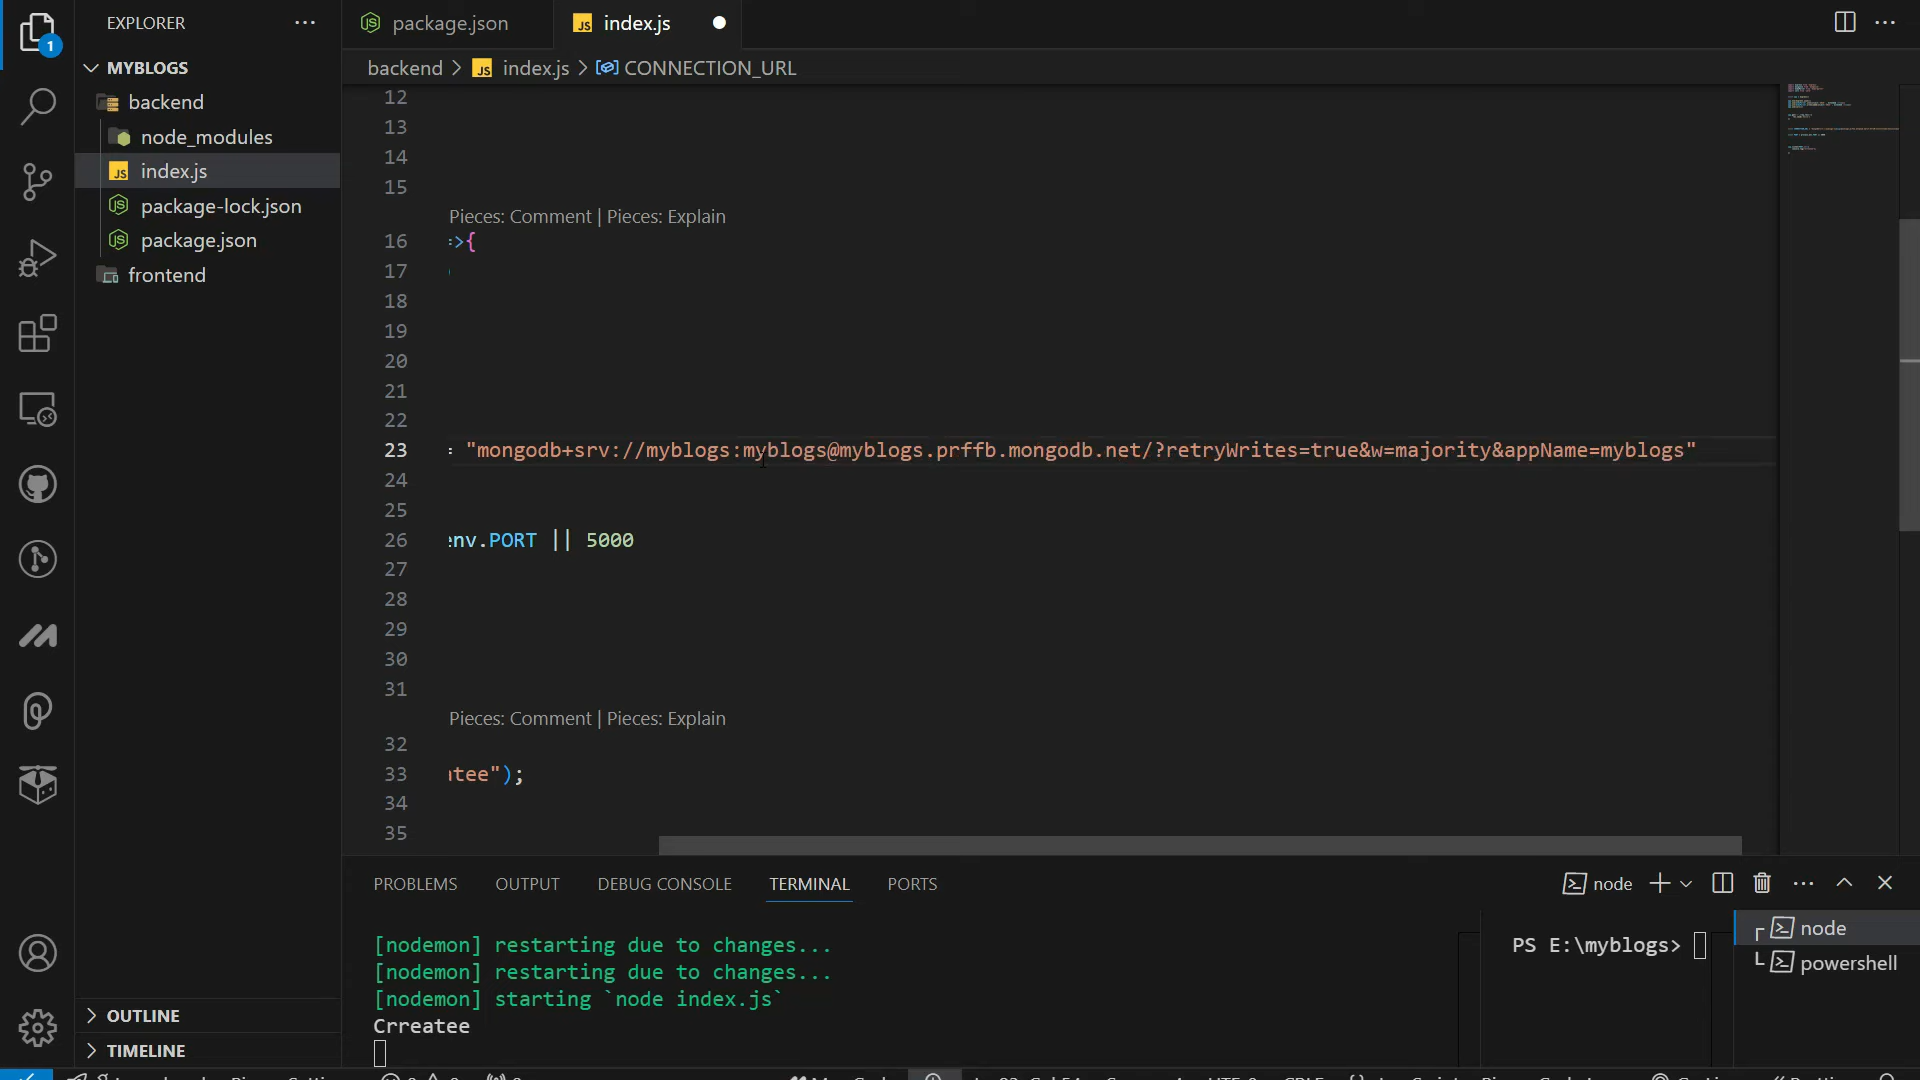 EXPLORER
package.json
index.js
MYBLOGS
backend
index.js
CONNECTION_URL
backend
node_modules
index.js
package-lock.json
package.json
frontend
12
13
14
15
Pieces: Comment | Pieces: Explain
16 =>{
17
18
19
20
21
22
23 = "mongodb+srv://myblogs:myblogs@myblogs.prffb.mongodb.net/?retryWrites=true&w=majority&appName=myblogs"
24
25
26 env.PORT || 5000
27
28
29
30
31
Pieces: Comment | Pieces: Explain
32
33 atee");
34
35
PROBLEMS OUTPUT DEBUG CONSOLE TERMINAL PORTS
node
[nodemon] restarting due to changes...
[nodemon] restarting due to changes...
[nodemon] starting `node index.js`
Crreatee
PS E:\myblogs>
node
powershell
OUTLINE
TIMELINE
1